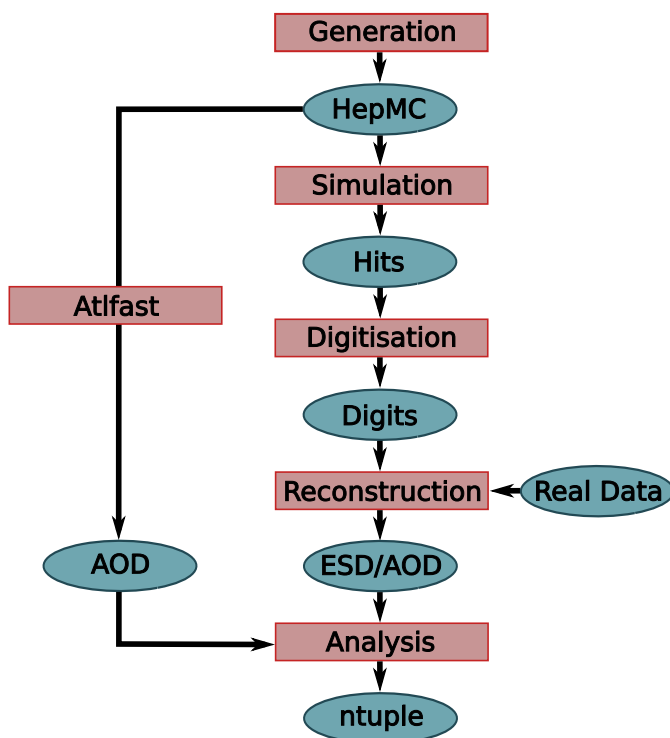 Generation
HepMC
Simulation
Hits
Atlfast
Digitisation
Digits
Reconstruction
Real Data
AOD
ESD/AOD
Analysis
ntuple